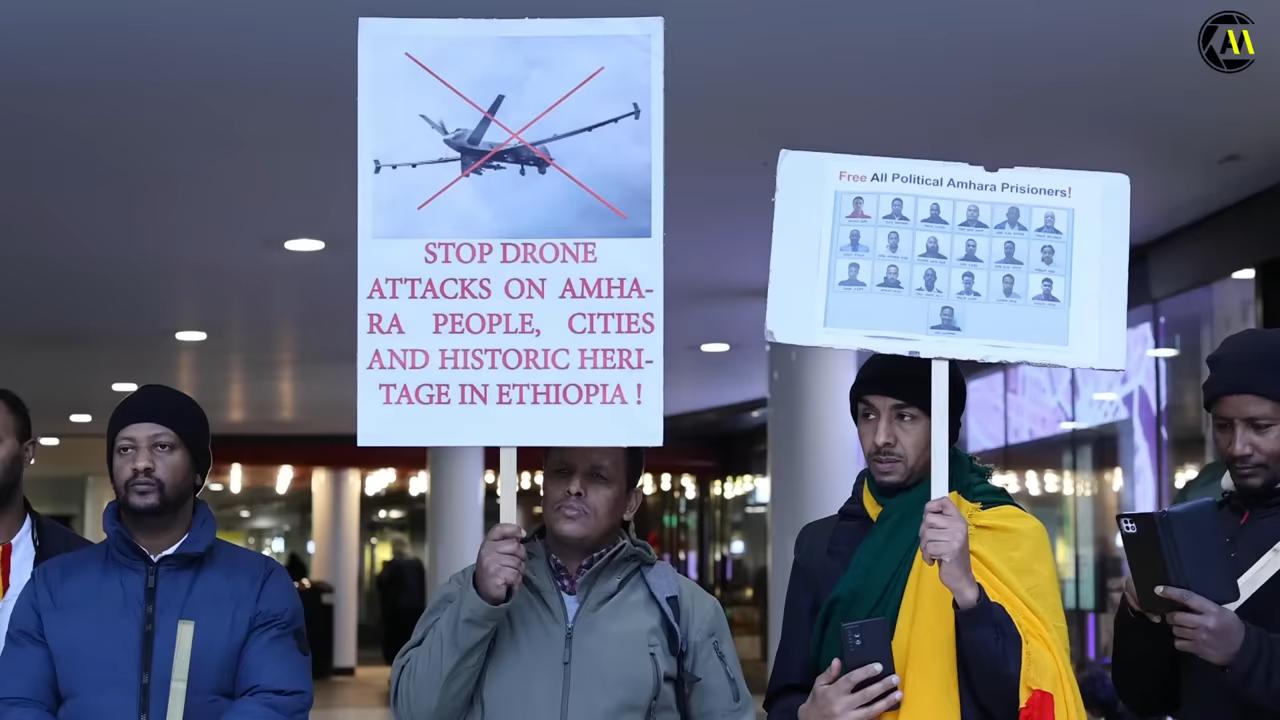 STOP DRONE
ATTACKS ON AMHA-
RA PEOPLE, CITIES
AND HISTORIC HERI-
TAGE IN ETHIOPIA !
Free All Political Amhara Prisioners!